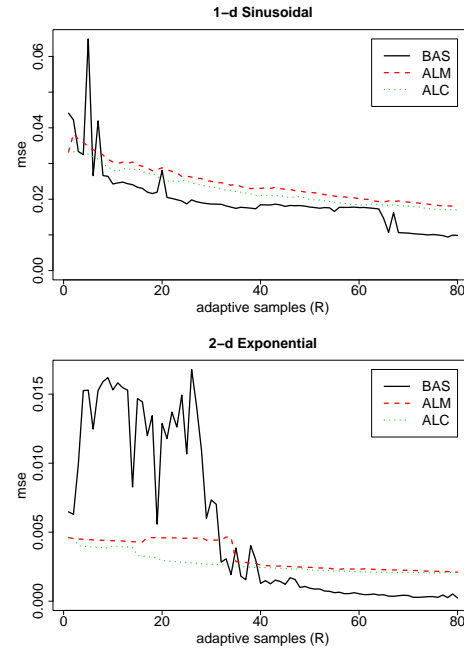 1−d Sinusoidal
0.06
0.04
0.02
0.00
mse
BAS
ALM
ALC
0
20
40
60
80
adaptive samples (R)
2−d Exponential
0.015
0.010
0.005
0.000
mse
BAS
ALM
ALC
0
20
40
60
80
adaptive samples (R)